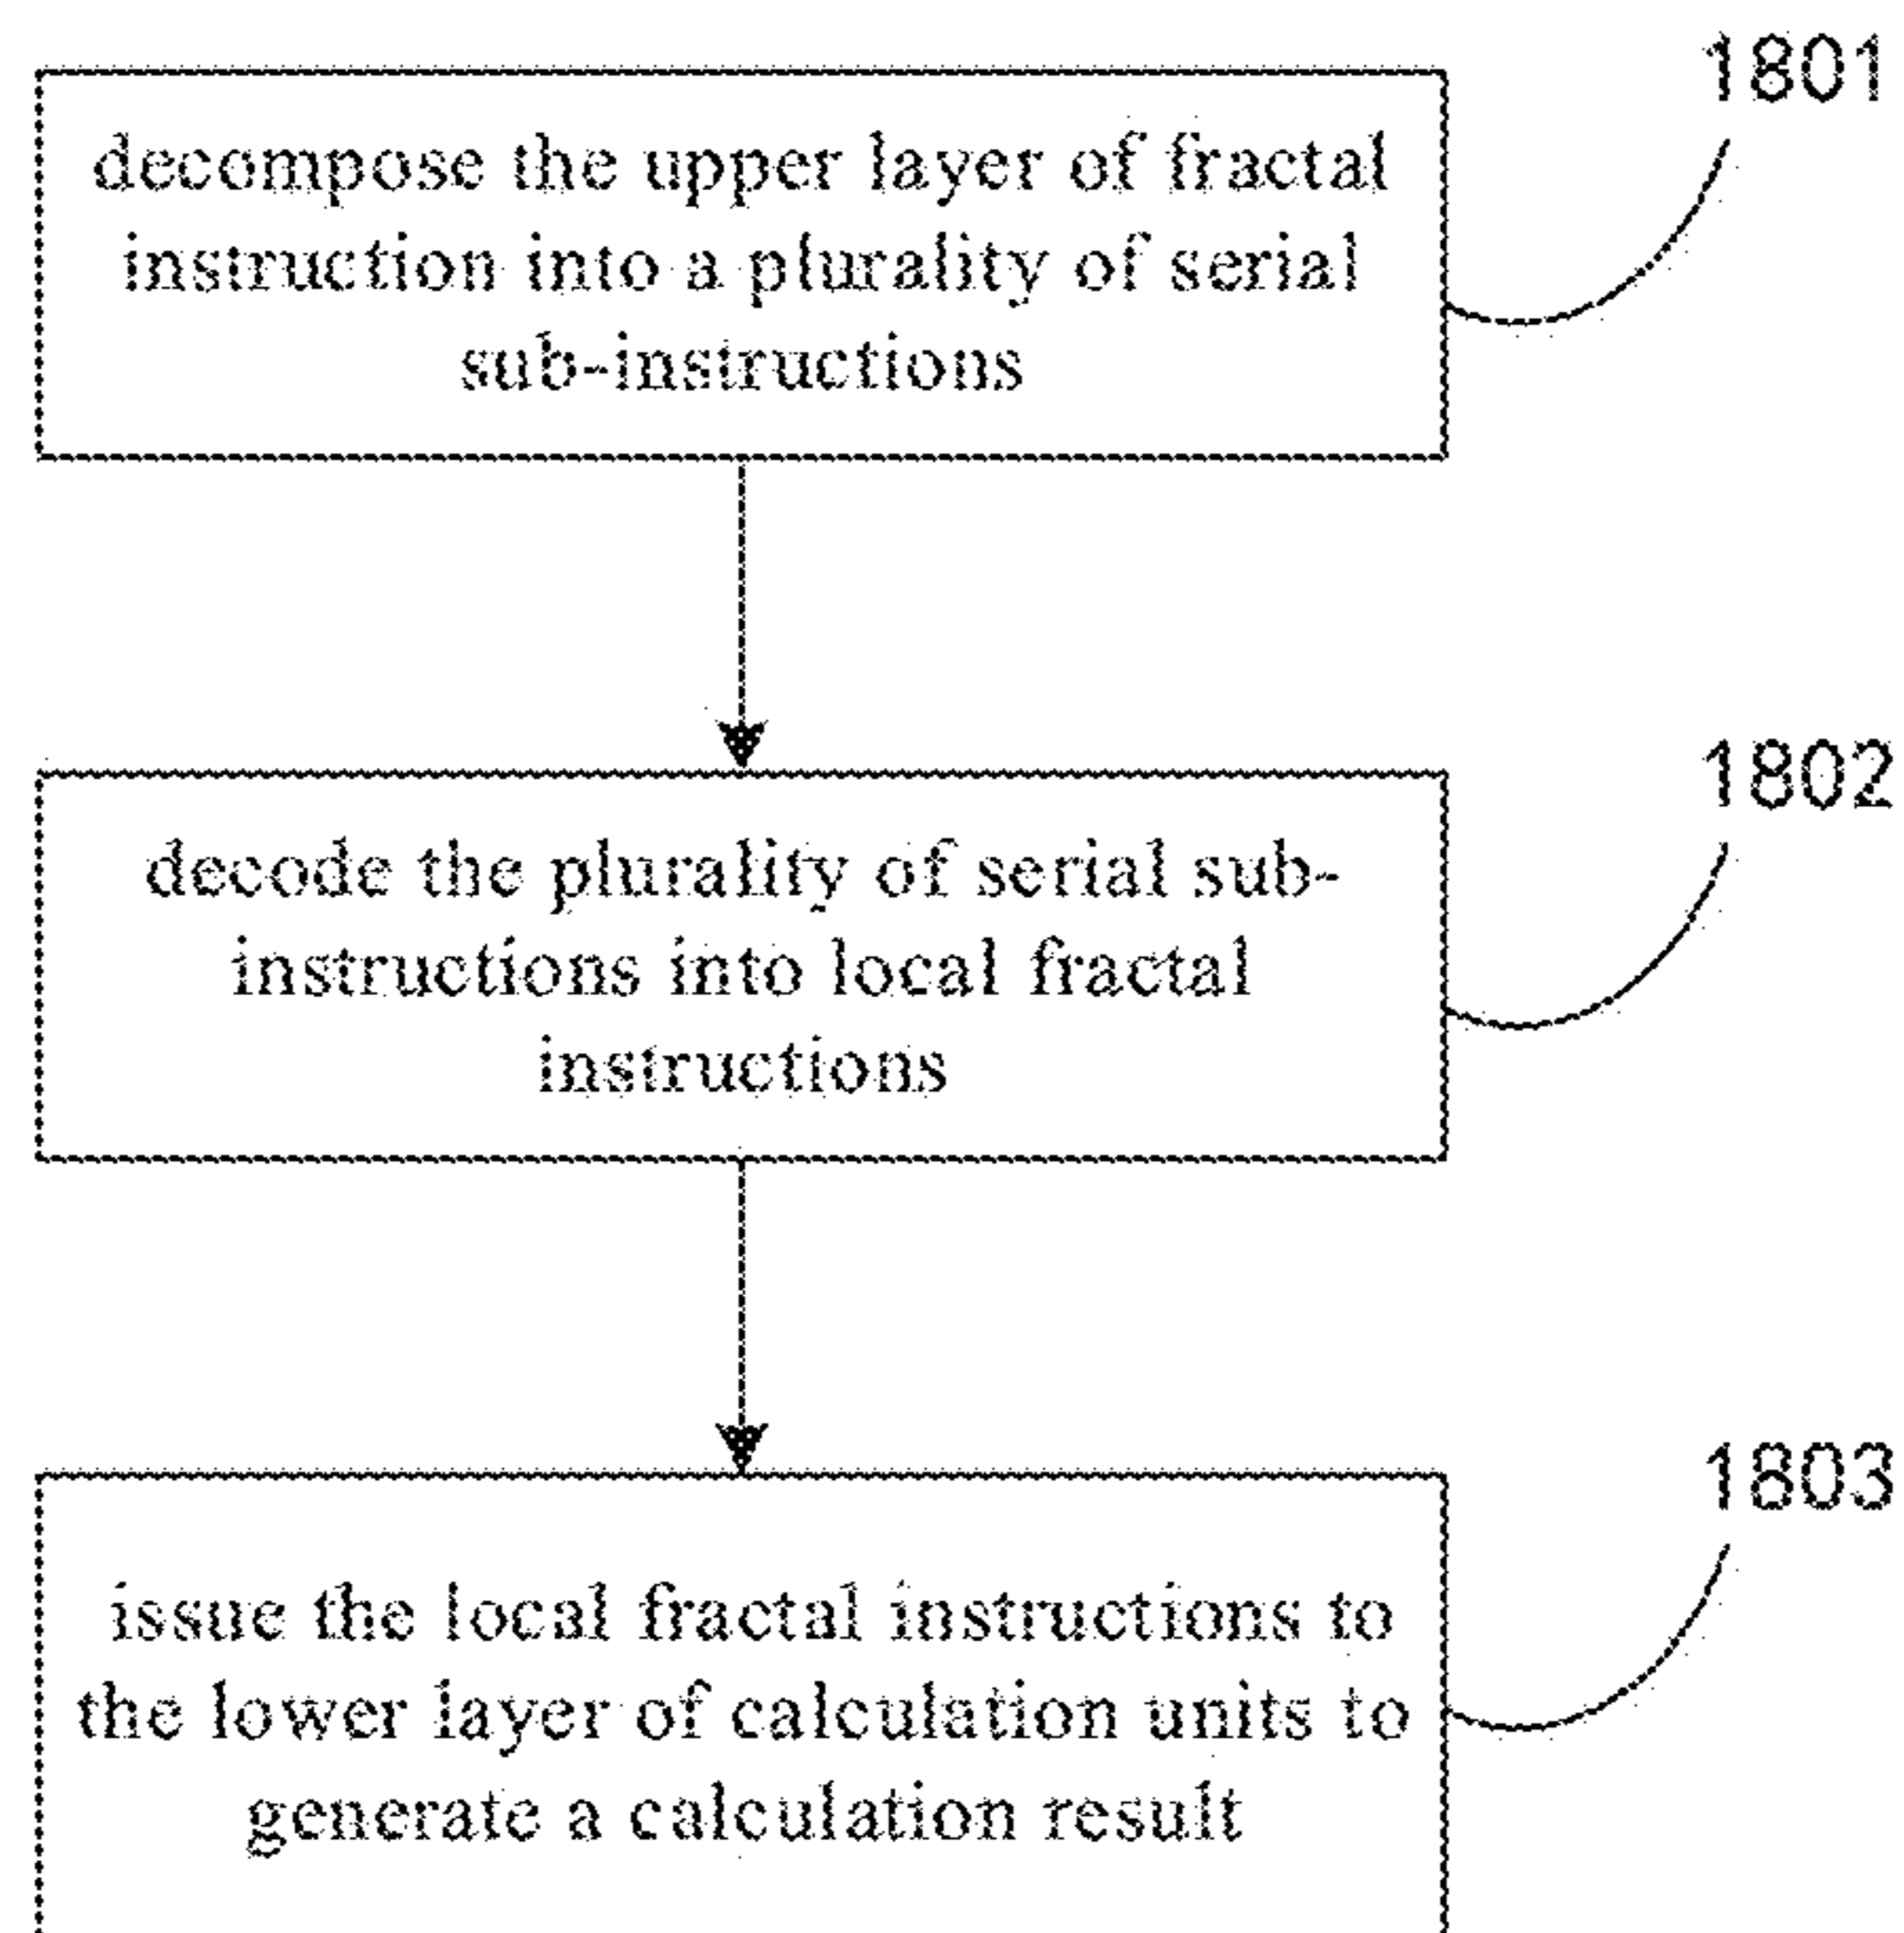 1801
decompose the upper layer of fractal
instruction into a plurality of serial
sub-instructions
1802
decode the plurality of serial sub-
instructions into local fractal
instructions
1803
issue the local fractal instructions to
the lower layer of calculation units to
generate a calculation result